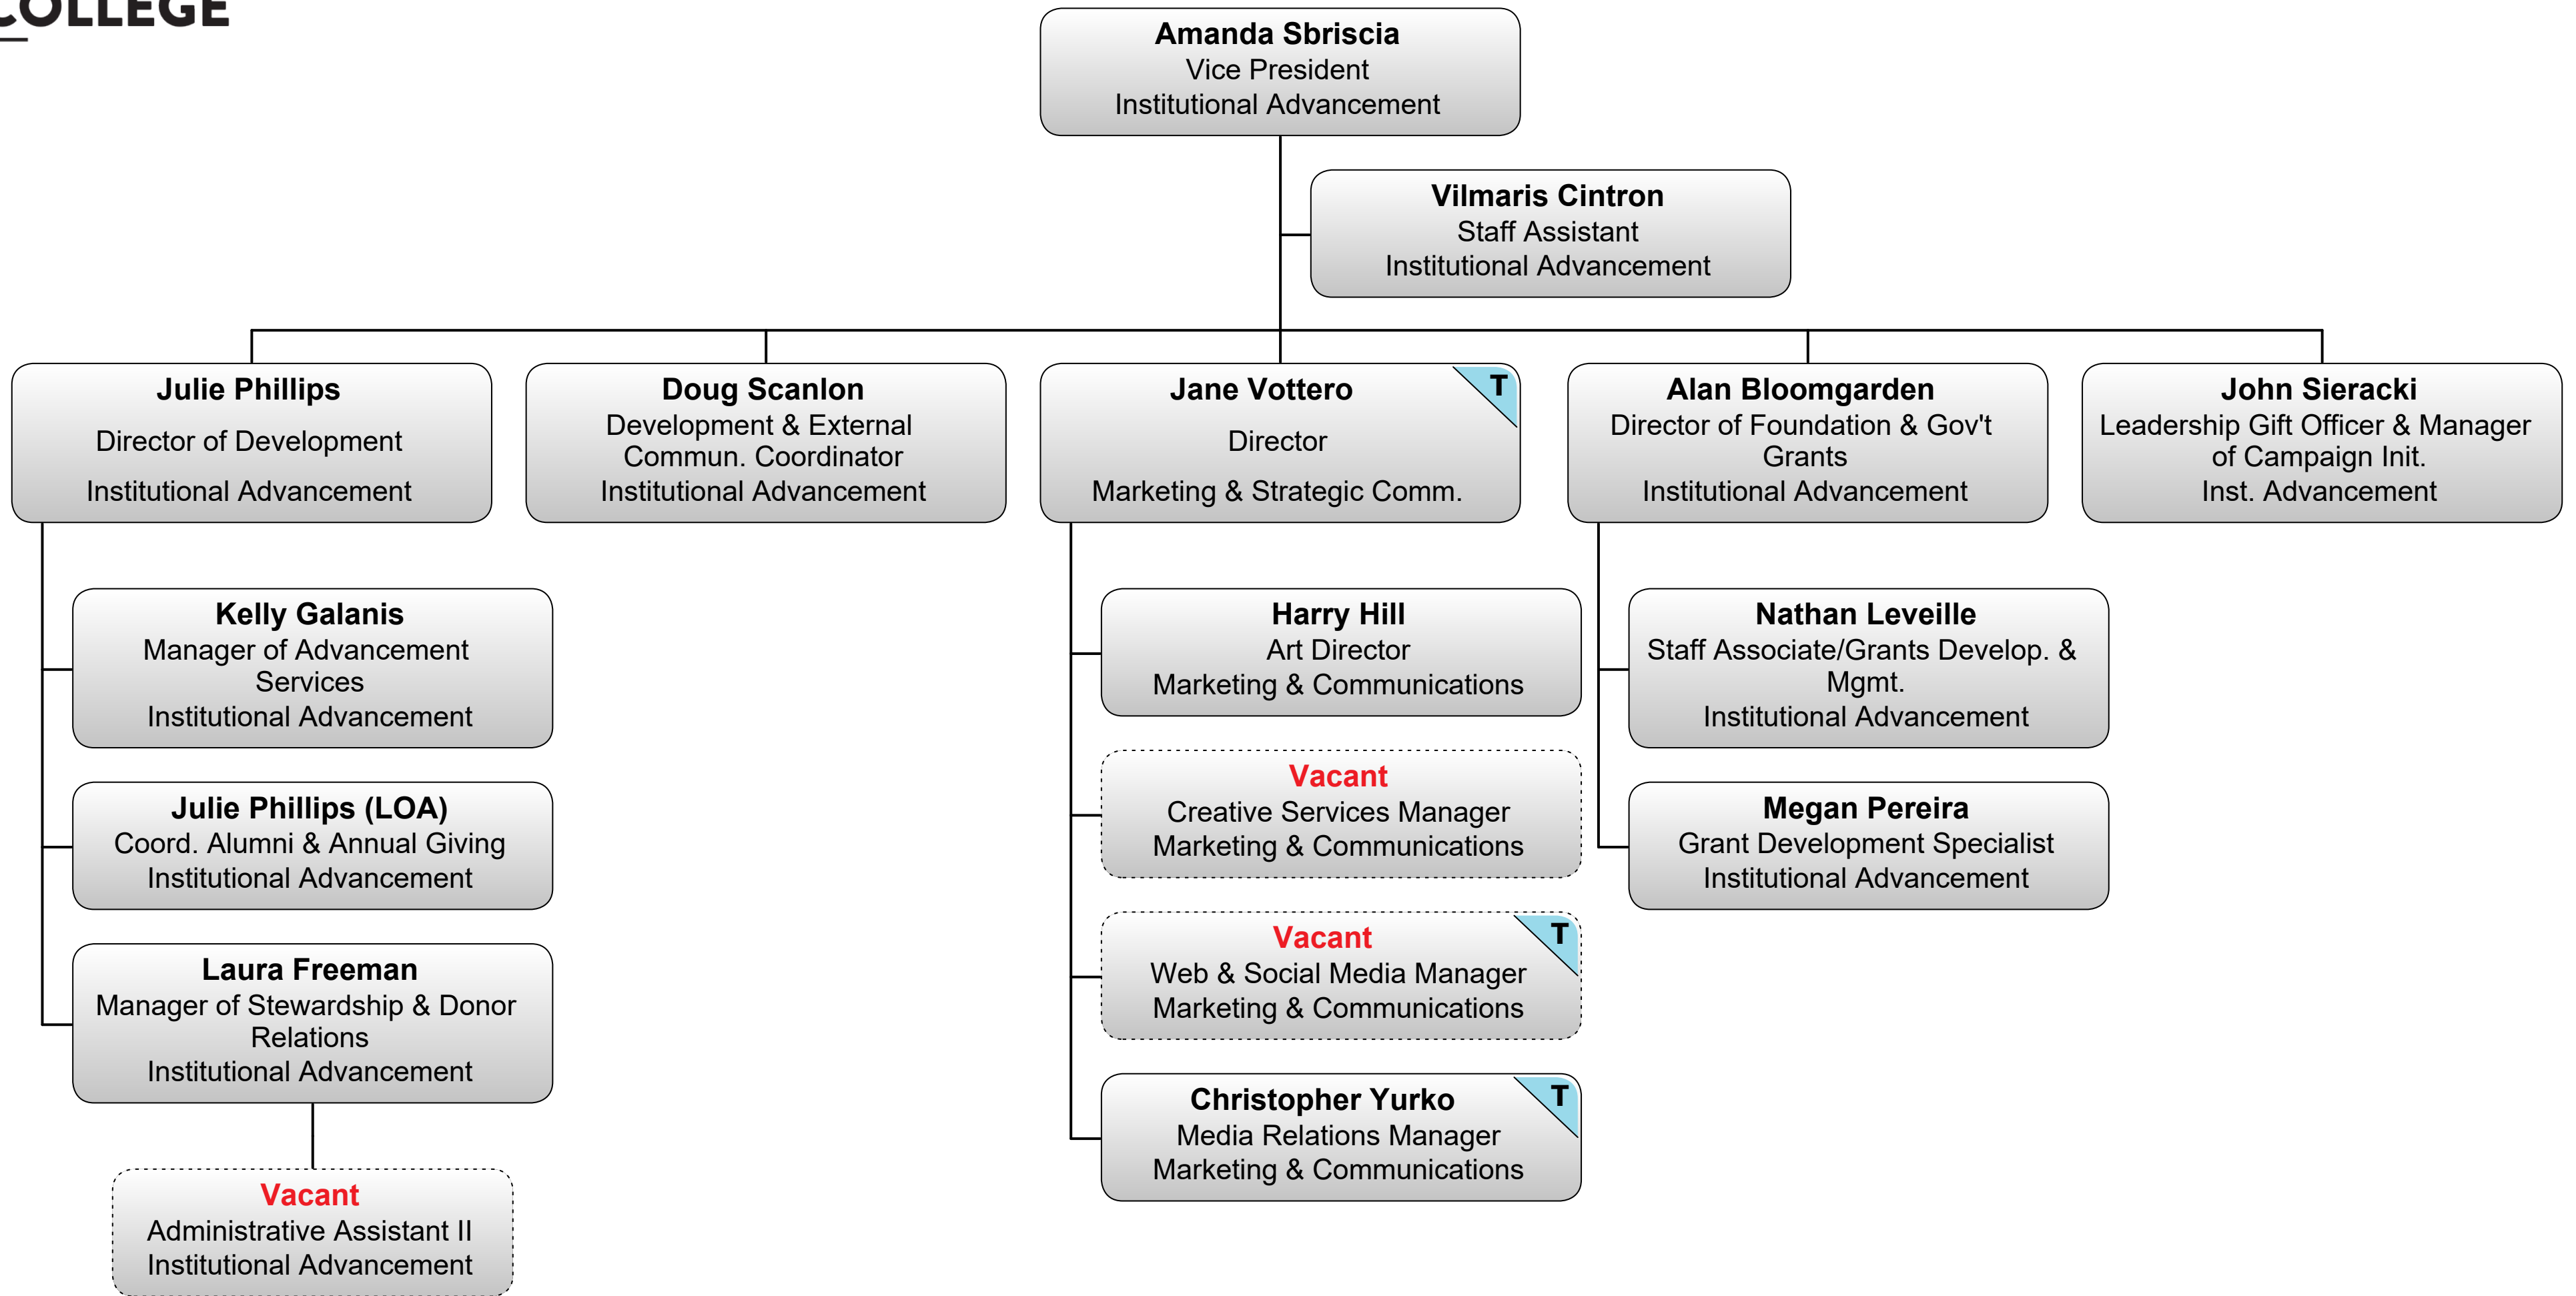 COLLEGE
Amanda Sbriscia
Vice President
Institutional Advancement
Vilmaris Cintron
Staff Assistant
Institutional Advancement
Julie Phillips
Director of Development
Institutional Advancement
Doug Scanlon
Development & External
Commun. Coordinator
Institutional Advancement
Jane Vottero
T
Director
Marketing & Strategic Comm.
Alan Bloomgarden
Director of Foundation & Gov't
Grants
Institutional Advancement
John Sieracki
Leadership Gift Officer & Manager
of Campaign Init.
Inst. Advancement
Kelly Galanis
Manager of Advancement
Services
Institutional Advancement
Julie Phillips (LOA)
Coord. Alumni & Annual Giving
Institutional Advancement
Laura Freeman
Manager of Stewardship & Donor
Relations
Institutional Advancement
Vacant
Administrative Assistant II
Institutional Advancement
Harry Hill
Art Director
Marketing & Communications
Vacant
Creative Services Manager
Marketing & Communications
Vacant
T
Web & Social Media Manager
Marketing & Communications
Christopher Yurko
T
Media Relations Manager
Marketing & Communications
Nathan Leveille
Staff Associate/Grants Develop. &
Mgmt.
Institutional Advancement
Megan Pereira
Grant Development Specialist
Institutional Advancement